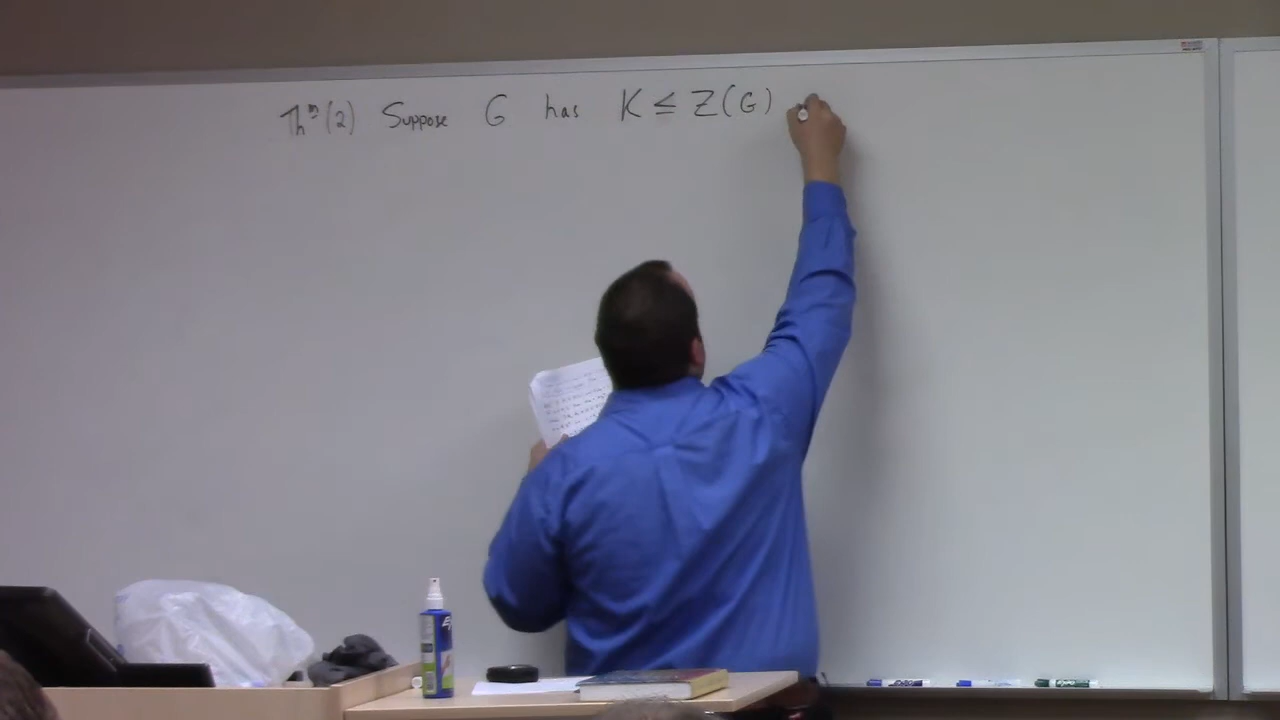 Thm (2) Suppose G has K ≤ Z(G)